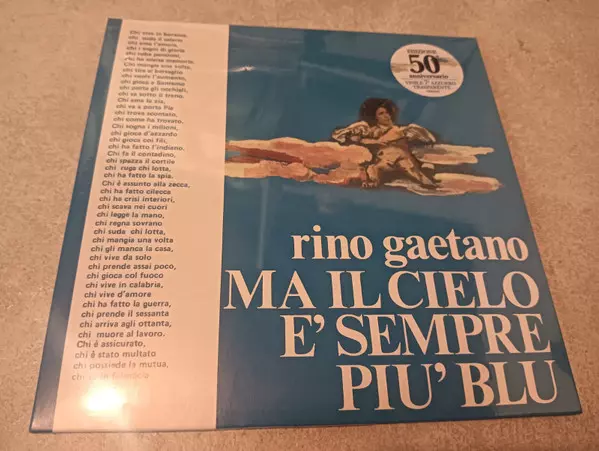 Chi vive in baracca,
chi suda il salario
chi ama l'amore,
chi i sogni di gloria
chi ruba pensioni,
chi ha scarsa memoria.
Chi mangia una volta,
chi tira al bersaglio
chi vuole l'aumento,
chi gioca a Sanremo
chi porta gli occhiali,
chi va sotto il treno.
Chi ama la zia,
chi va a porta Pia
chi trova scontato,
chi come ha trovato.
Chi sogna i milioni,
chi gioca d'azzardo
chi gioca coi fili,
chi ha fatto l'indiano.
Chi fa il contadino,
chi spazza il cortile
chi ruga chi lotta,
chi ha fatto la spia.
Chi è assunto alla zecca,
chi ha fatto cilecca
chi ha crisi interiori,
chi scava nei cuori
chi legge la mano,
chi regna sovrano
chi suda chi lotta,
chi mangia una volta
chi gli manca la casa,
chi vive da solo
chi prende assai poco,
chi gioca col fuoco
chi vive in calabria,
chi vive d'amore
chi ha fatto la guerra,
chi prende il sessanta
chi arriva agli ottanta,
chi muore al lavoro.
Chi è assicurato,
chi è stato multato
chi possiede la mutua,
EDIZIONE
50°
anniversario
VINILE 7" AZZURRO
TRASPARENTE
rino gaetano
MA IL CIELO
E' SEMPRE
PIU' BLU